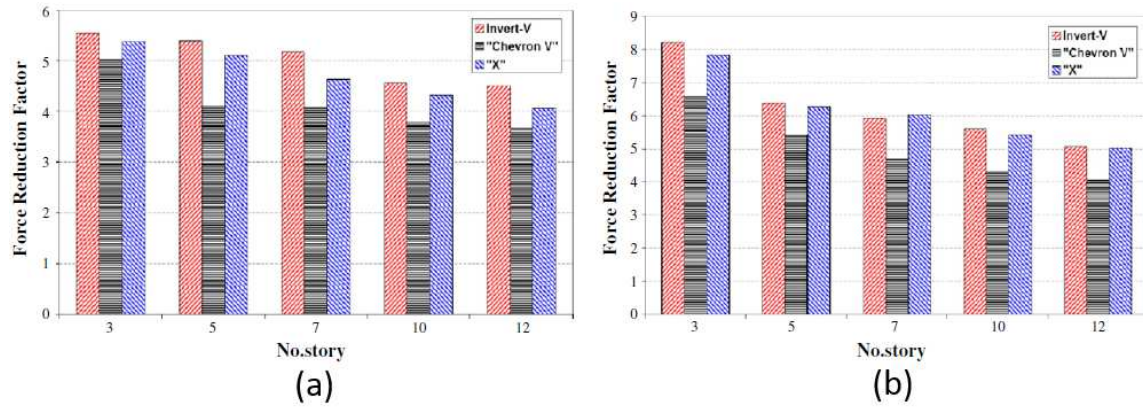 6
5
4
3
2
1
0
Force Reduction Factor
Invert-V
"Chevron V"
"X"
3 5 7 10 12
No.story
(a)
9
8
7
6
5
4
3
2
1
0
Force Reduction Factor
Invert-V
"Chevron V"
"X"
3 5 7 10 12
No.story
(b)